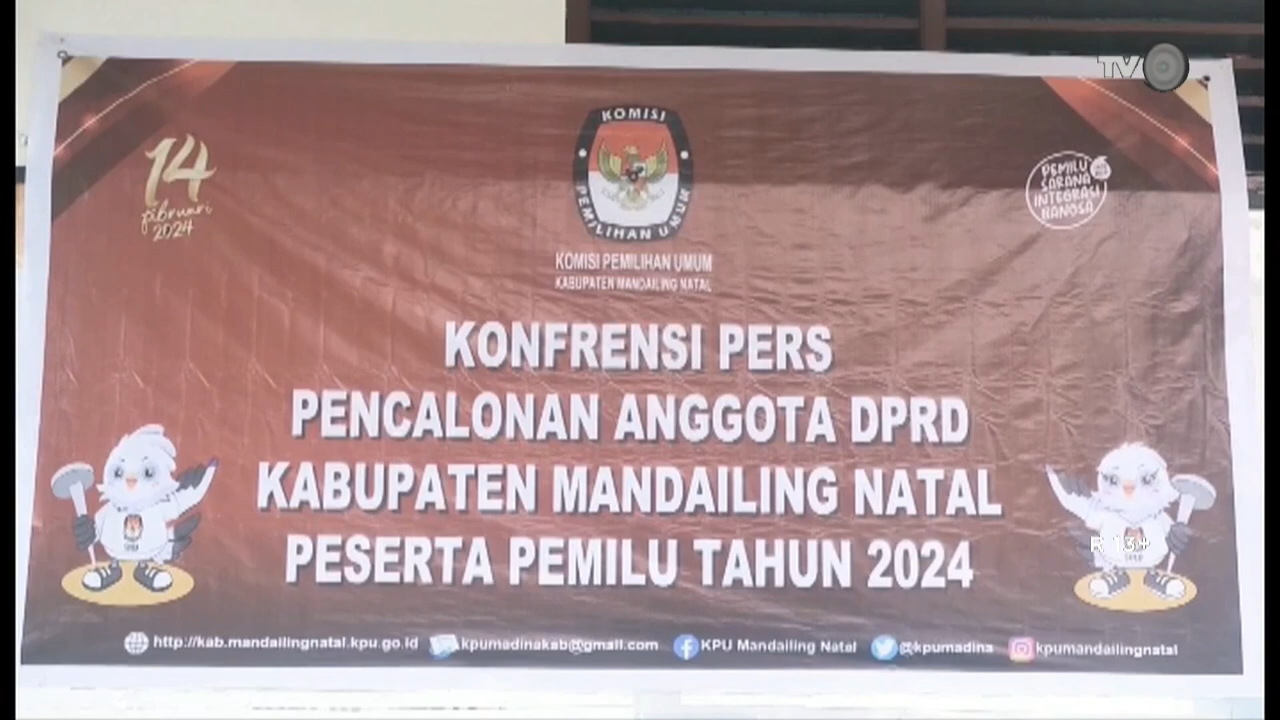 TV
14
februari
2024
KOMISI
PEMILIHAN UMUM
PEMILU
SARANA
INTEGRASI
BANGSA
KOMISI PEMILIHAN UMUM
KABUPATEN MANDAILING NATAL
KONFRENSI PERS
PENCALONAN ANGGOTA DPRD
KABUPATEN MANDAILING NATAL
PESERTA PEMILU TAHUN 2024
R 13+
http://kab.mandailingnatal.kpu.go.id kpumadinakab@gmail.com KPU Mandailing Natal @kpumadina kpumandailingnatal